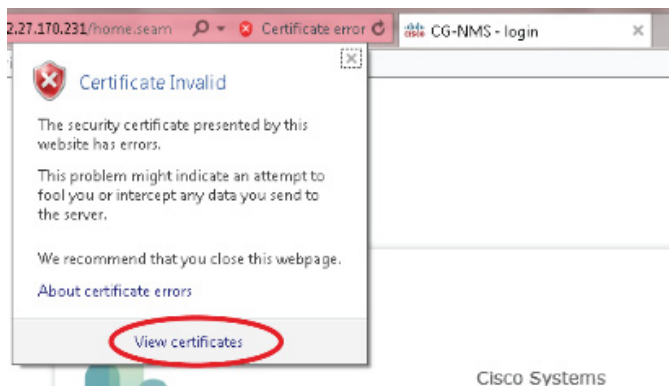 2.27.170.231/home.seam
Certificate error
CG-NMS - login
Certificate Invalid
The security certificate presented by this
website has errors.
This problem might indicate an attempt to
fool you or intercept any data you send to
the server.
We recommend that you close this webpage.
About certificate errors
View certificates
Cisco Systems